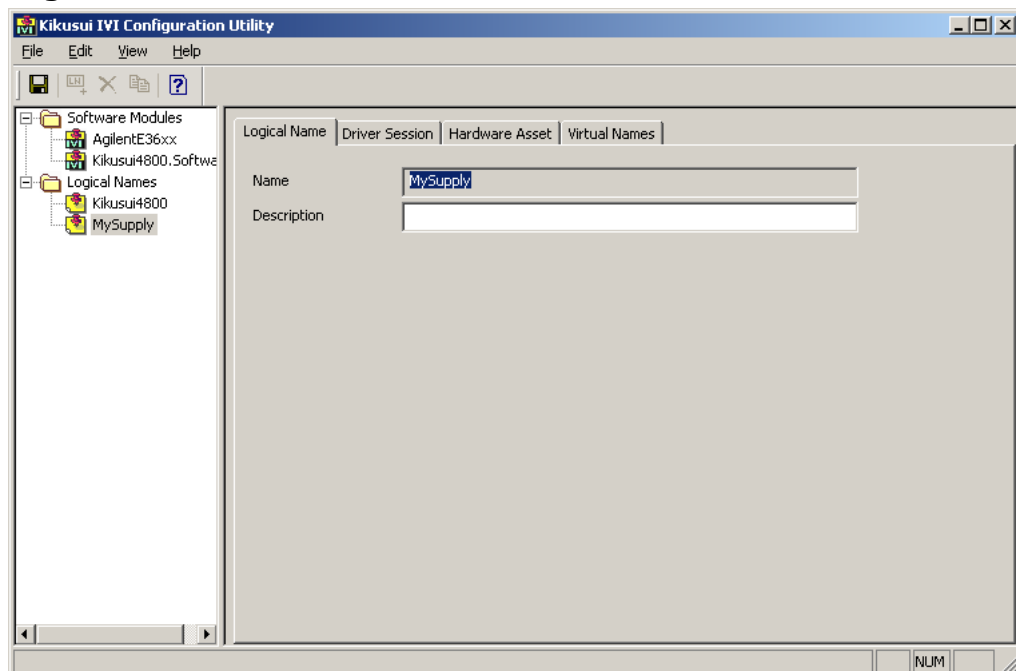 Kikusui IVI Configuration Utility
File Edit View Help
Software Modules
AgilentE36xx
Kikusui4800.Softwa
Logical Names
Kikusui4800
MySupply
Logical Name Driver Session Hardware Asset Virtual Names
Name MySupply
Description
NUM